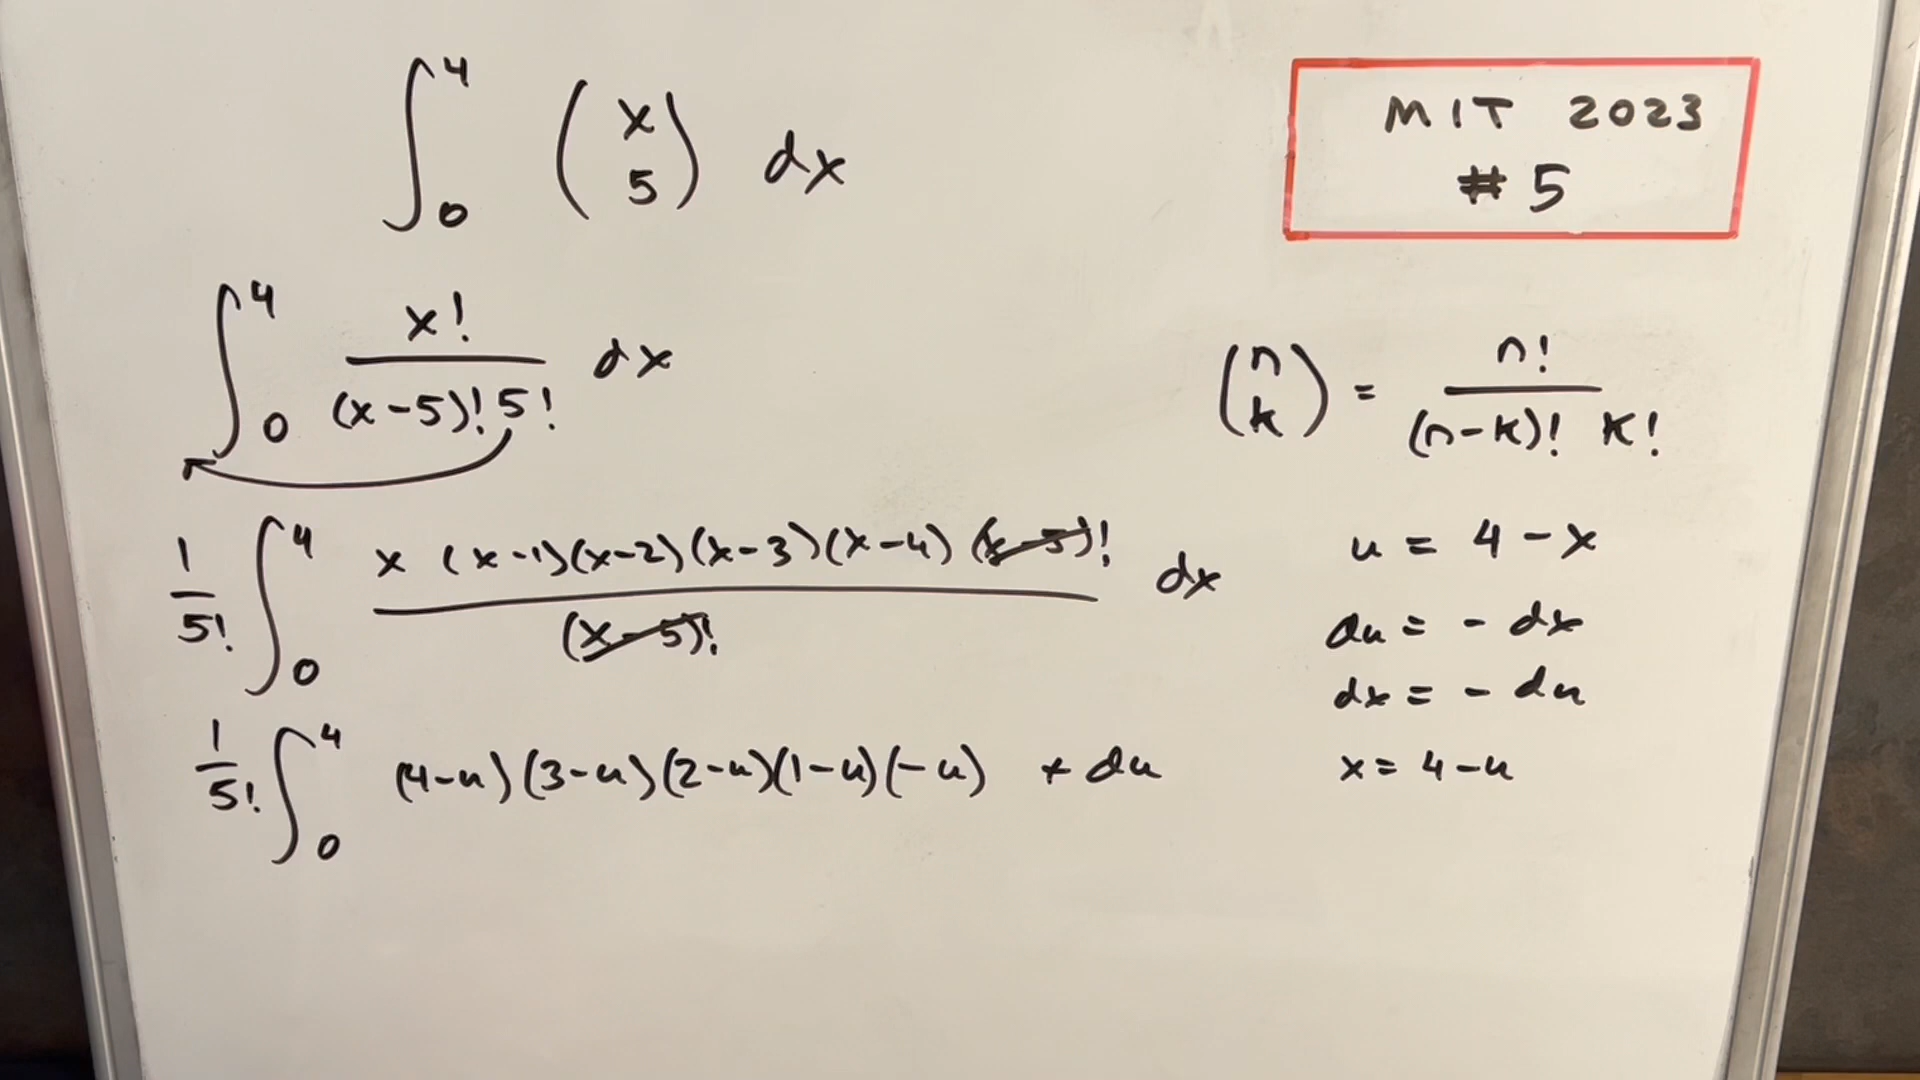 ∫₀⁴ (x 5) dx
MIT 2023
# 5
∫₀⁴ x! / (x-5)! 5! dx
(n k) = n! / (n-k)! k!
1/5! ∫₀⁴ x (x-1)(x-2)(x-3)(x-4)(x-5)! / (x-5)! dx
u = 4 - x
du = - dx
dx = - du
1/5! ∫₀⁴ (4-u)(3-u)(2-u)(1-u)(-u) + du
x = 4 - u